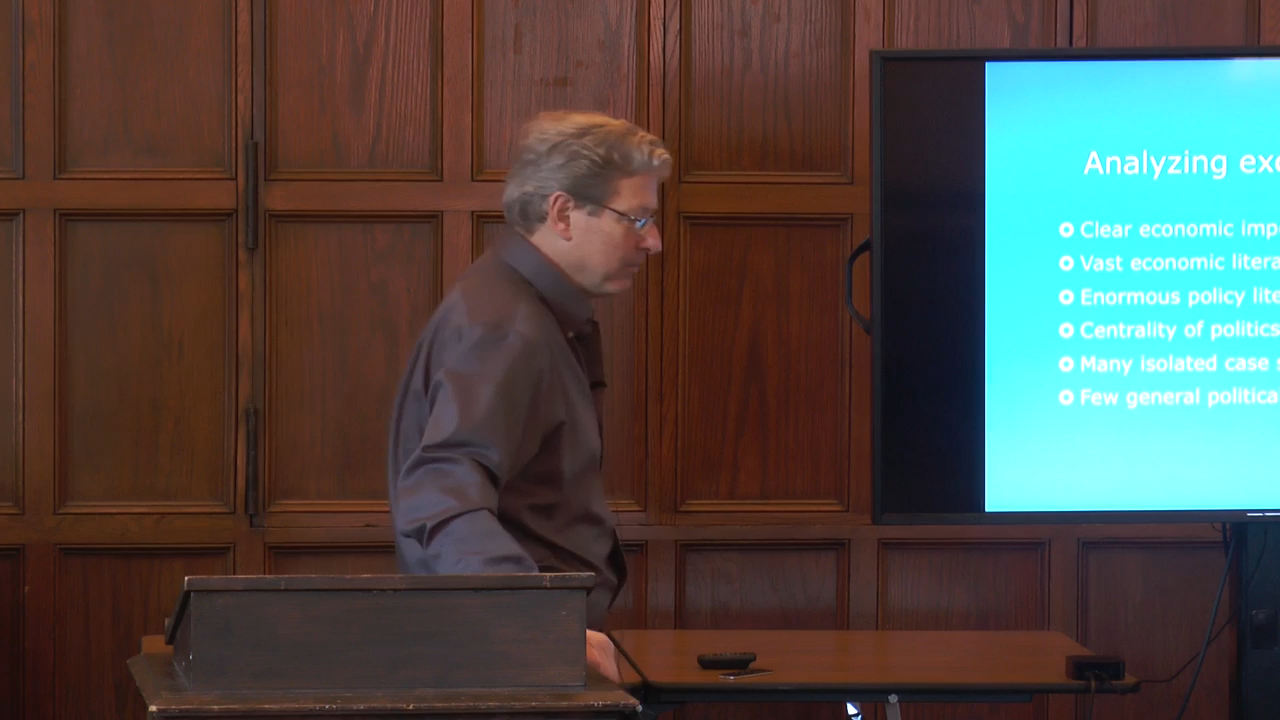 Analyzing exc
Clear economic imp
Vast economic litera
Enormous policy lite
Centrality of politics
Many isolated case
Few general politica